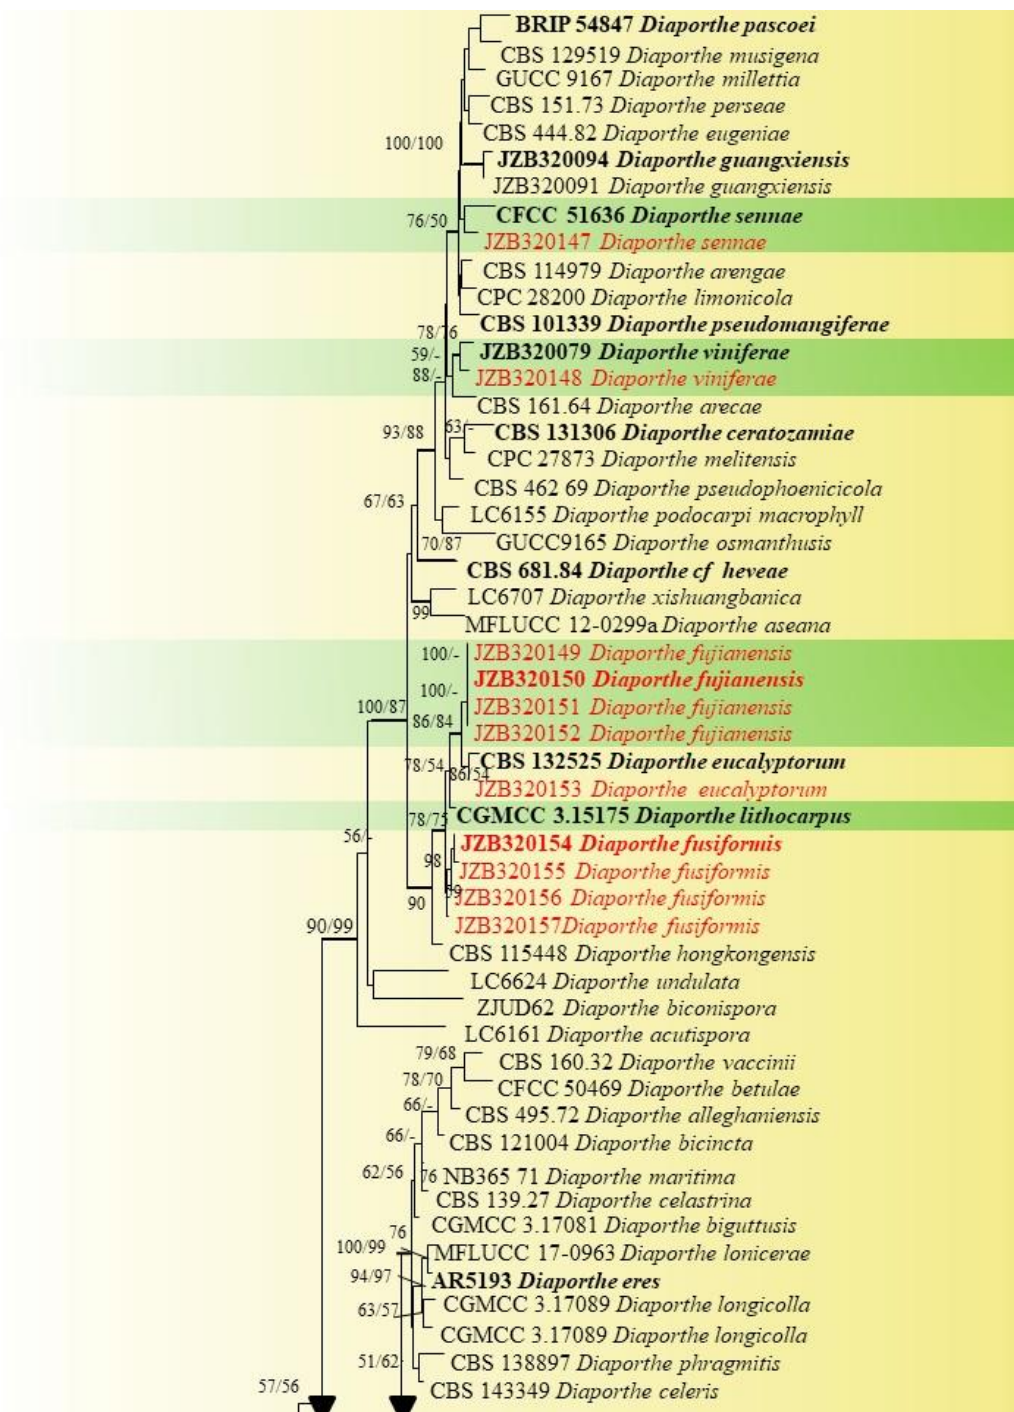 BRIP 54847 Diaporthe pascoei
CBS 129519 Diaporthe musigena
GUCC 9167 Diaporthe millettia
CBS 151.73 Diaporthe perseae
CBS 444.82 Diaporthe eugeniae
100/100
JZB320094 Diaporthe guangxiensis
JZB320091 Diaporthe guangxiensis
76/50
CFCC 51636 Diaporthe sennae
JZB320147 Diaporthe sennae
CBS 114979 Diaporthe arengae
CPC 28200 Diaporthe limonicola
CBS 101339 Diaporthe pseudomangiferae
78/76
59/-
JZB320079 Diaporthe viniferae
88/-
JZB320148 Diaporthe viniferae
CBS 161.64 Diaporthe arecae
93/88
63/-
CBS 131306 Diaporthe ceratozamiae
CPC 27873 Diaporthe melitensis
CBS 462 69 Diaporthe pseudophoenicicola
67/63
LC6155 Diaporthe podocarpi macrophyll
70/87
GUCC9165 Diaporthe osmanthusis
CBS 681.84 Diaporthe cf heveae
LC6707 Diaporthe xishuangbanica
99
MFLUCC 12-0299a Diaporthe aseana
100/-
JZB320149 Diaporthe fujianensis
JZB320150 Diaporthe fujianensis
100/-
100/87
JZB320151 Diaporthe fujianensis
86/84
JZB320152 Diaporthe fujianensis
78/54
CBS 132525 Diaporthe eucalyptorum
86/54
JZB320153 Diaporthe eucalyptorum
78/75
CGMCC 3.15175 Diaporthe lithocarpus
56/-
JZB320154 Diaporthe fusiformis
98
JZB320155 Diaporthe fusiformis
59
JZB320156 Diaporthe fusiformis
90
90/99
JZB320157Diaporthe fusiformis
CBS 115448 Diaporthe hongkongensis
LC6624 Diaporthe undulata
ZJUD62 Diaporthe biconispora
LC6161 Diaporthe acutispora
79/68
CBS 160.32 Diaporthe vaccinii
78/70
CFCC 50469 Diaporthe betulae
66/-
CBS 495.72 Diaporthe alleghaniensis
66/-
CBS 121004 Diaporthe bicincta
62/56
76
NB365 71 Diaporthe maritima
CBS 139.27 Diaporthe celastrina
CGMCC 3.17081 Diaporthe biguttusis
76
100/99
MFLUCC 17-0963 Diaporthe lonicerae
94/97
AR5193 Diaporthe eres
63/57
CGMCC 3.17089 Diaporthe longicolla
CGMCC 3.17089 Diaporthe longicolla
51/62
CBS 138897 Diaporthe phragmitis
57/56
CBS 143349 Diaporthe celeris